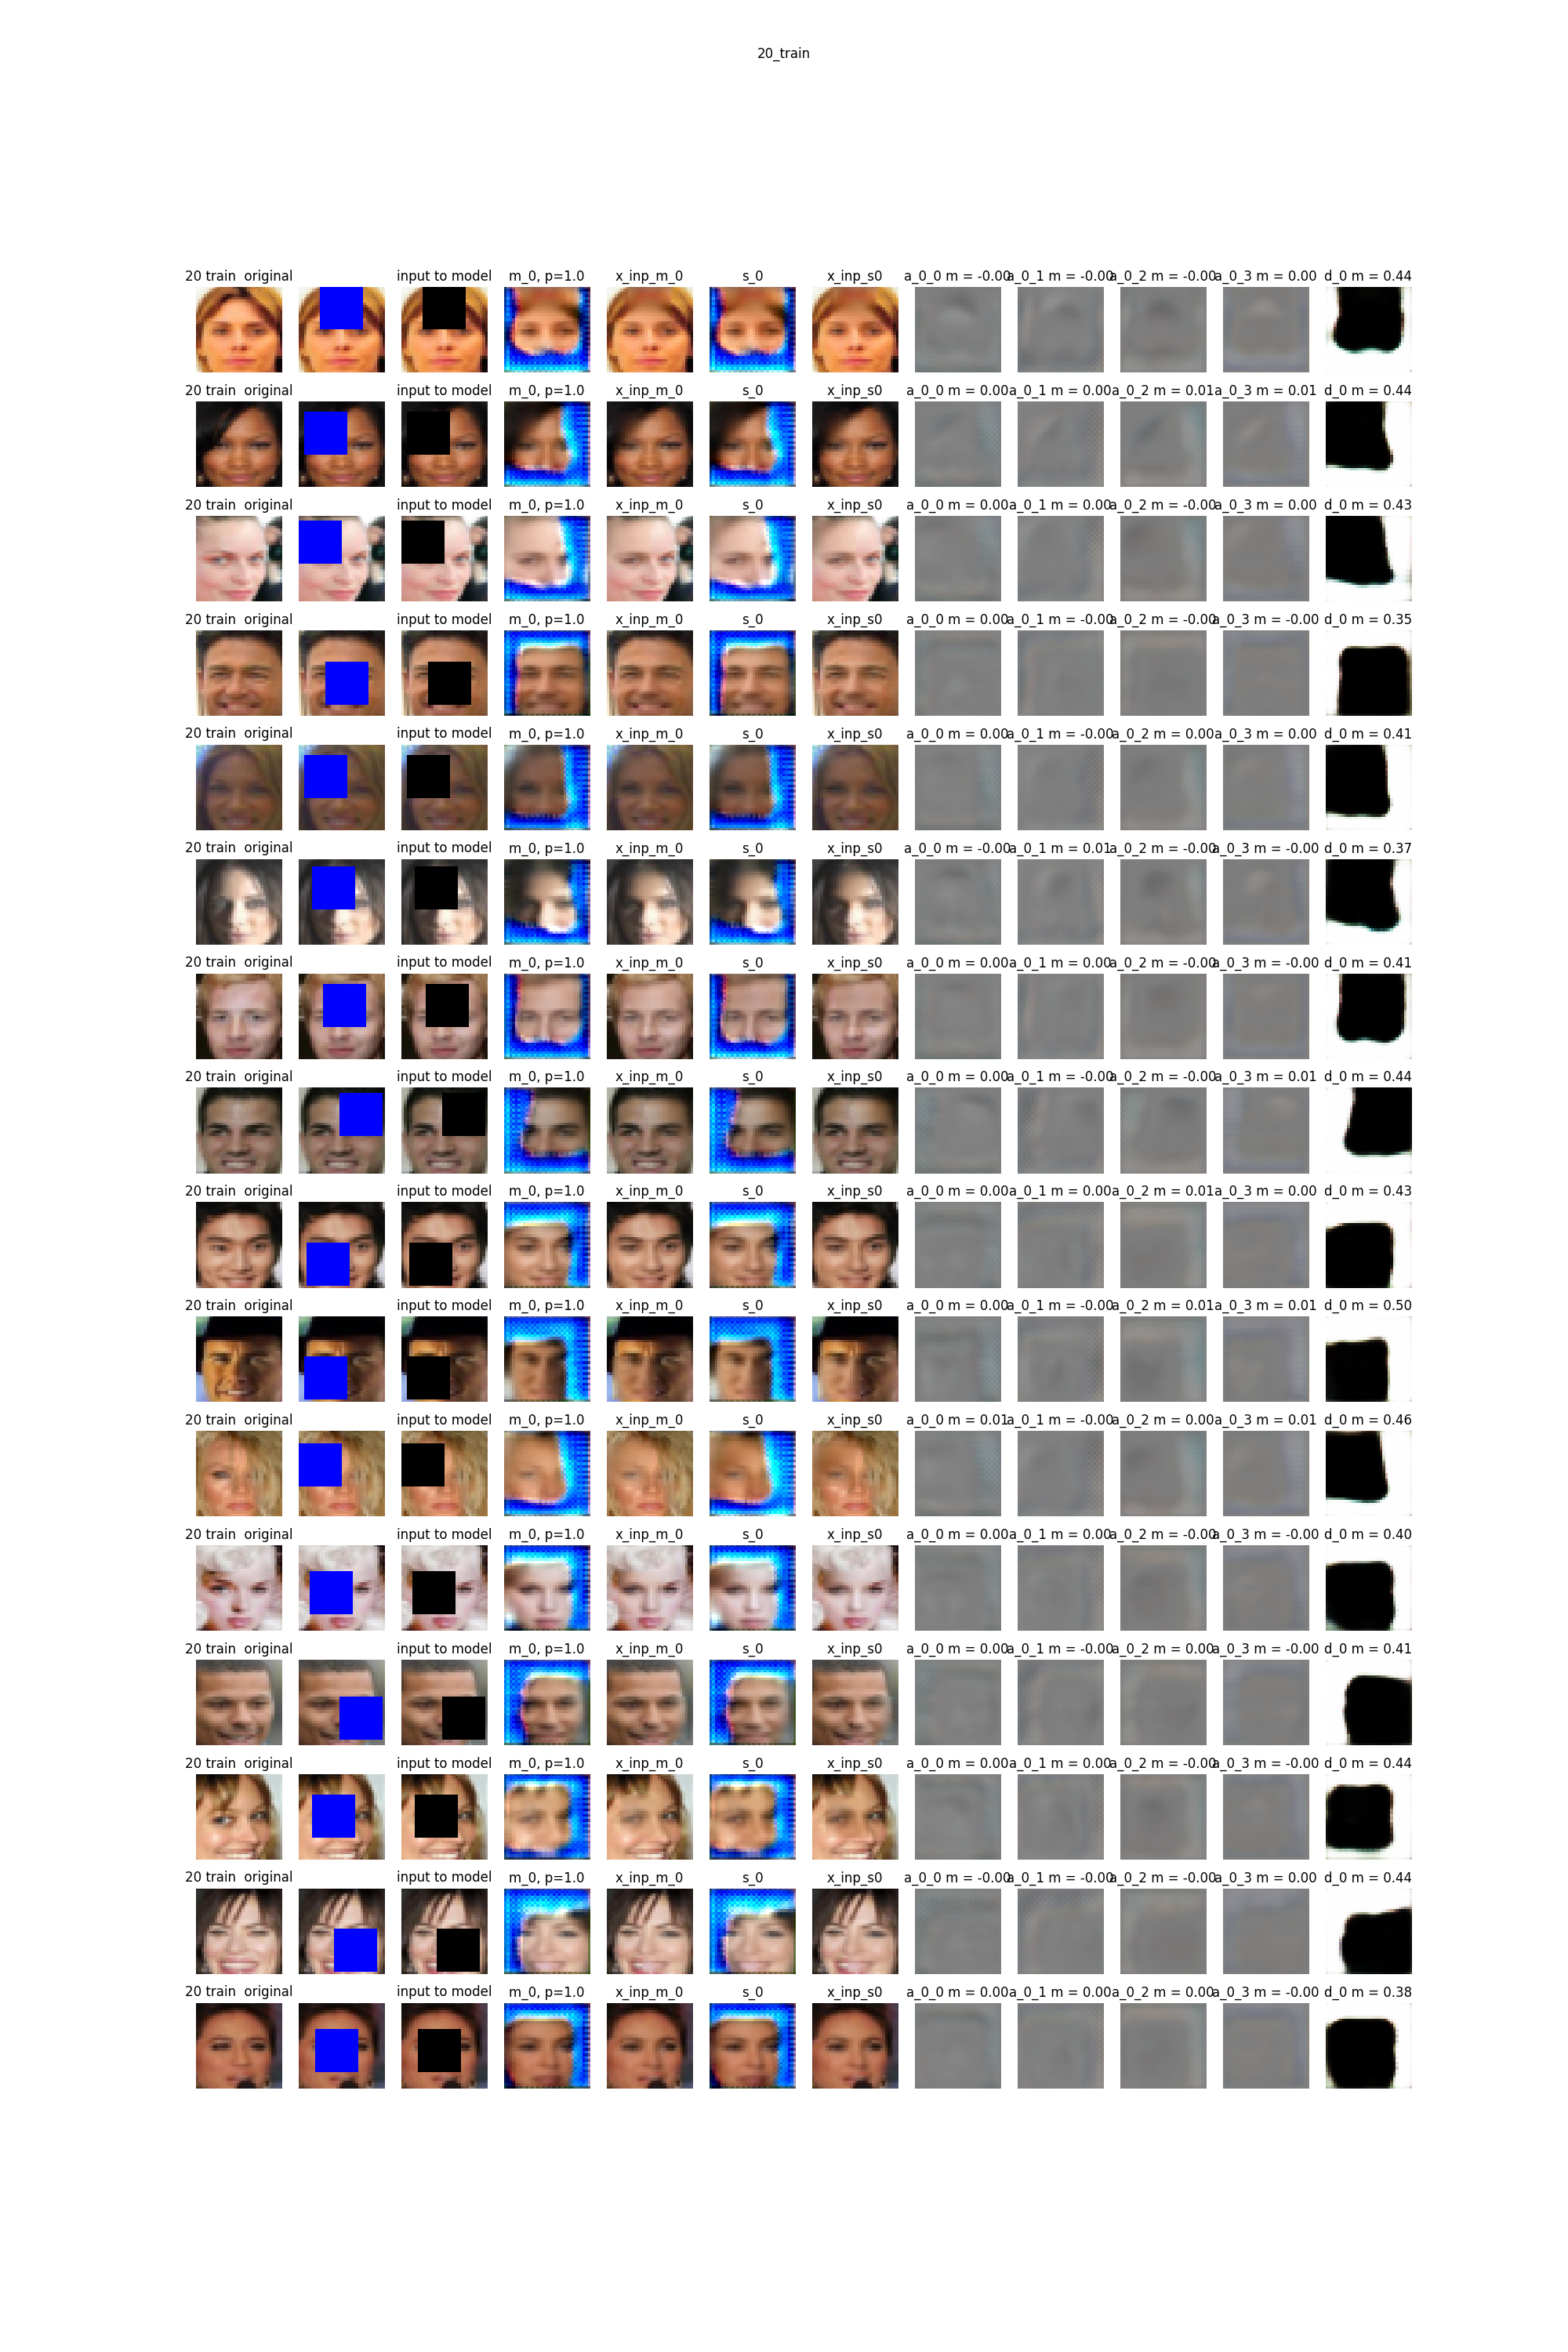 20_train
20 train  original input to model m_0, p=1.0 x_inp_m_0 s_0 x_inp_s0 a_0_0 m = -0.00 a_0_1 m = -0.00 a_0_2 m = -0.00 a_0_3 m = 0.00 d_0 m = 0.44
20 train  original input to model m_0, p=1.0 x_inp_m_0 s_0 x_inp_s0 a_0_0 m = 0.00 a_0_1 m = 0.00 a_0_2 m = 0.01 a_0_3 m = 0.01 d_0 m = 0.44
20 train  original input to model m_0, p=1.0 x_inp_m_0 s_0 x_inp_s0 a_0_0 m = 0.00 a_0_1 m = 0.00 a_0_2 m = -0.00 a_0_3 m = 0.00 d_0 m = 0.43
20 train  original input to model m_0, p=1.0 x_inp_m_0 s_0 x_inp_s0 a_0_0 m = 0.00 a_0_1 m = -0.00 a_0_2 m = -0.00 a_0_3 m = -0.00 d_0 m = 0.35
20 train  original input to model m_0, p=1.0 x_inp_m_0 s_0 x_inp_s0 a_0_0 m = 0.00 a_0_1 m = -0.00 a_0_2 m = 0.00 a_0_3 m = 0.00 d_0 m = 0.41
20 train  original input to model m_0, p=1.0 x_inp_m_0 s_0 x_inp_s0 a_0_0 m = -0.00 a_0_1 m = 0.01 a_0_2 m = -0.00 a_0_3 m = -0.00 d_0 m = 0.37
20 train  original input to model m_0, p=1.0 x_inp_m_0 s_0 x_inp_s0 a_0_0 m = 0.00 a_0_1 m = 0.00 a_0_2 m = -0.00 a_0_3 m = -0.00 d_0 m = 0.41
20 train  original input to model m_0, p=1.0 x_inp_m_0 s_0 x_inp_s0 a_0_0 m = 0.00 a_0_1 m = -0.00 a_0_2 m = -0.00 a_0_3 m = 0.01 d_0 m = 0.44
20 train  original input to model m_0, p=1.0 x_inp_m_0 s_0 x_inp_s0 a_0_0 m = 0.00 a_0_1 m = 0.00 a_0_2 m = 0.01 a_0_3 m = 0.00 d_0 m = 0.43
20 train  original input to model m_0, p=1.0 x_inp_m_0 s_0 x_inp_s0 a_0_0 m = 0.00 a_0_1 m = -0.00 a_0_2 m = 0.01 a_0_3 m = 0.01 d_0 m = 0.50
20 train  original input to model m_0, p=1.0 x_inp_m_0 s_0 x_inp_s0 a_0_0 m = 0.01 a_0_1 m = -0.00 a_0_2 m = 0.00 a_0_3 m = 0.01 d_0 m = 0.46
20 train  original input to model m_0, p=1.0 x_inp_m_0 s_0 x_inp_s0 a_0_0 m = 0.00 a_0_1 m = 0.00 a_0_2 m = -0.00 a_0_3 m = -0.00 d_0 m = 0.40
20 train  original input to model m_0, p=1.0 x_inp_m_0 s_0 x_inp_s0 a_0_0 m = 0.00 a_0_1 m = -0.00 a_0_2 m = 0.00 a_0_3 m = -0.00 d_0 m = 0.41
20 train  original input to model m_0, p=1.0 x_inp_m_0 s_0 x_inp_s0 a_0_0 m = 0.00 a_0_1 m = 0.00 a_0_2 m = -0.00 a_0_3 m = -0.00 d_0 m = 0.44
20 train  original input to model m_0, p=1.0 x_inp_m_0 s_0 x_inp_s0 a_0_0 m = -0.00 a_0_1 m = -0.00 a_0_2 m = -0.00 a_0_3 m = 0.00 d_0 m = 0.44
20 train  original input to model m_0, p=1.0 x_inp_m_0 s_0 x_inp_s0 a_0_0 m = 0.00 a_0_1 m = 0.00 a_0_2 m = 0.00 a_0_3 m = -0.00 d_0 m = 0.38